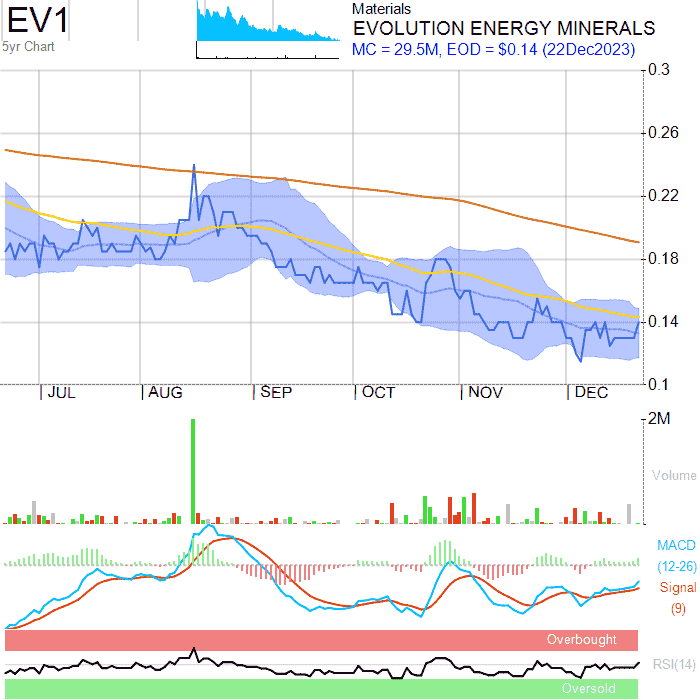 EV1
5yr Chart
Materials
EVOLUTION ENERGY MINERALS
MC = 29.5M, EOD = $0.14 (22Dec2023)
0.3
0.26
0.22
0.18
0.14
0.1
JUL AUG SEP OCT NOV DEC
2M
Volume
MACD
(12-26)
Signal
(9)
Overbought
RSI(14)
Oversold